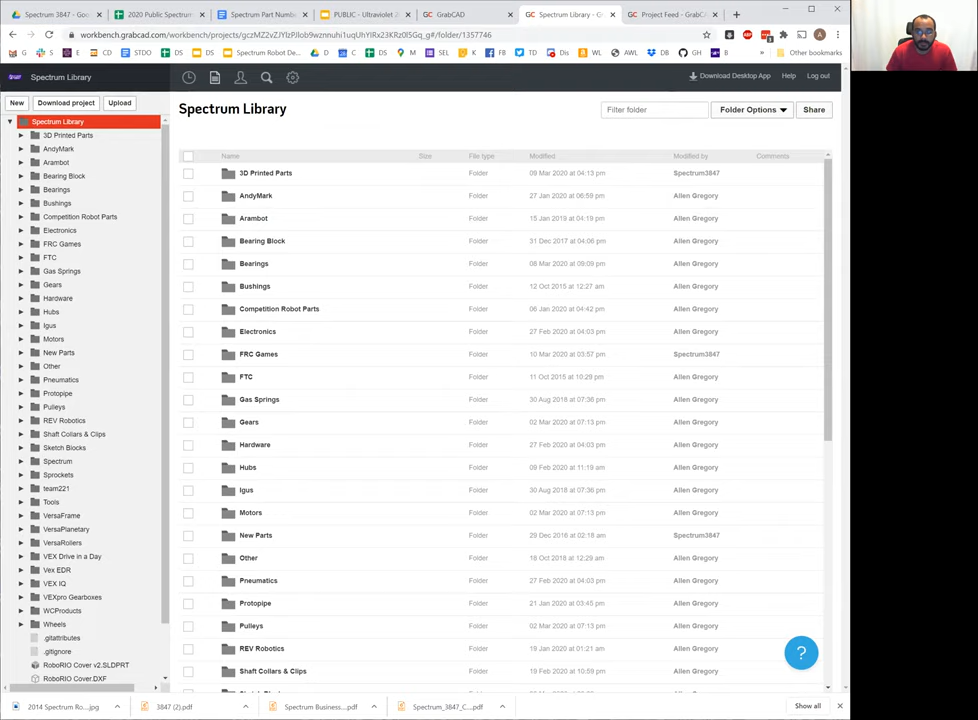 Spectrum 3847 - Goo
2020 Public Spectrum
Spectrum Part Numb
PUBLIC - Ultraviolet J
GrabCAD
Spectrum Library - G
Project Feed - GrabC
workbench.grabcad.com/workbench/projects/gczMZ2vZJYIzPJlob9wznnuhi1uqUhYlRx23KRz0lSGq_g#/folder/1357746
G
S
M
CD
STDO
DS
DS
Spectrum Robot De...
D
C
DS
M
SEL
FB
TD
Dis
WL
AWL
DB
GH
B
»
Other bookmarks
Spectrum Library
Download Desktop App
Help
Log out
New
Download project
Upload
Spectrum Library
Filter folder
Folder Options
Share
Spectrum Library
3D Printed Parts
AndyMark
Arambot
Bearing Block
Bearings
Bushings
Competition Robot Parts
Electronics
FRC Games
FTC
Gas Springs
Gears
Hardware
Hubs
Igus
Motors
New Parts
Other
Pneumatics
Protopipe
Pulleys
REV Robotics
Shaft Collars & Clips
Sketch Blocks
Spectrum
Sprockets
team221
Tools
VersaFrame
VersaPlanetary
VersaRollers
VEX Drive in a Day
Vex EDR
VEX IQ
VEXpro Gearboxes
WCProducts
Wheels
.gitattributes
.gitignore
RoboRIO Cover v2.SLDPRT
RoboRIO Cover.DXF
Name Size File type Modified Modified by Comments
3D Printed Parts Folder 09 Mar 2020 at 04:13 pm Spectrum3847
AndyMark Folder 27 Jan 2020 at 06:59 pm Allen Gregory
Arambot Folder 15 Jan 2019 at 04:19 pm Allen Gregory
Bearing Block Folder 31 Dec 2017 at 04:06 pm Allen Gregory
Bearings Folder 08 Mar 2020 at 09:09 pm Allen Gregory
Bushings Folder 12 Oct 2015 at 12:27 am Allen Gregory
Competition Robot Parts Folder 06 Jan 2020 at 04:42 pm Allen Gregory
Electronics Folder 27 Feb 2020 at 04:03 pm Allen Gregory
FRC Games Folder 10 Mar 2020 at 03:57 pm Spectrum3847
FTC Folder 11 Oct 2015 at 10:29 pm Allen Gregory
Gas Springs Folder 30 Aug 2018 at 07:36 pm Allen Gregory
Gears Folder 02 Mar 2020 at 07:13 pm Allen Gregory
Hardware Folder 27 Feb 2020 at 04:03 pm Allen Gregory
Hubs Folder 09 Feb 2020 at 11:19 am Allen Gregory
Igus Folder 30 Aug 2018 at 07:36 pm Allen Gregory
Motors Folder 02 Mar 2020 at 07:13 pm Allen Gregory
New Parts Folder 29 Dec 2016 at 02:18 am Spectrum3847
Other Folder 18 Oct 2018 at 12:29 am Allen Gregory
Pneumatics Folder 27 Feb 2020 at 04:03 pm Allen Gregory
Protopipe Folder 21 Jan 2020 at 03:45 pm Allen Gregory
Pulleys Folder 02 Mar 2020 at 07:13 pm Allen Gregory
REV Robotics Folder 19 Jan 2020 at 01:21 am Allen Gregory
Shaft Collars & Clips Folder 19 Feb 2020 at 10:59 pm Allen Gregory
?
2014 Spectrum Ro....jpg
3847 (2).pdf
Spectrum Business....pdf
Spectrum_3847_C....pdf
Show all